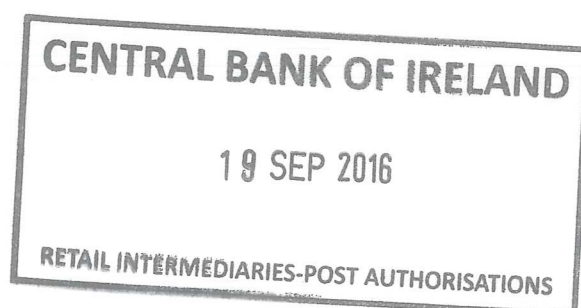 CENTRAL BANK OF IRELAND
19 SEP 2016
RETAIL INTERMEDIARIES-POST AUTHORISATIONS